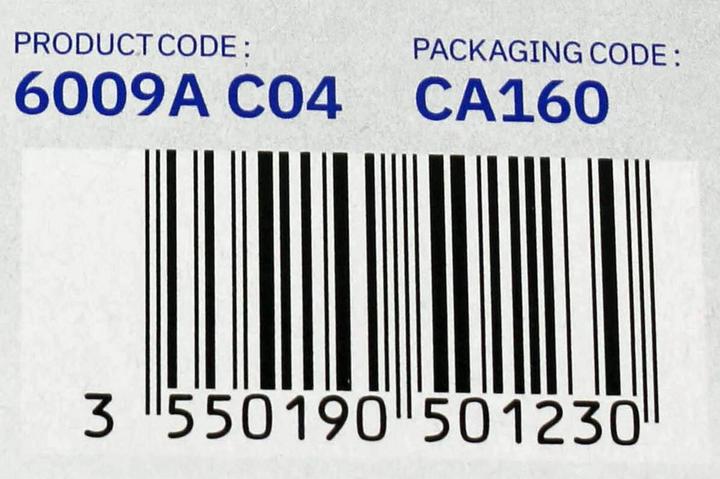 PRODUCT CODE :
6009A C04
PACKAGING CODE :
CA160
3 550190 501230